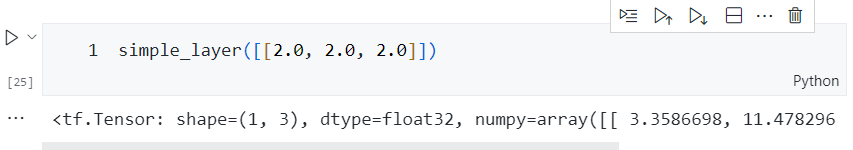 1 simple_layer([[2.0, 2.0, 2.0]])
[25]
Python
<tf.Tensor: shape=(1, 3), dtype=float32, numpy=array([[ 3.3586698, 11.478296